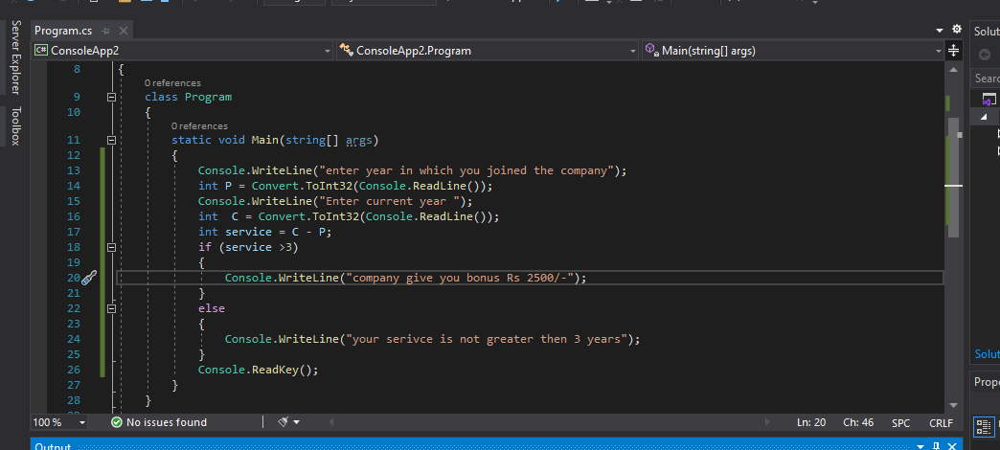 Server Explorer
Toolbox
Program.cs
ConsoleApp2
ConsoleApp2.Program
Main(string[] args)
8 {
0 references
9 class Program
10 {
0 references
11 static void Main(string[] args)
12 {
13 Console.WriteLine("enter year in which you joined the company");
14 int P = Convert.ToInt32(Console.ReadLine());
15 Console.WriteLine("Enter current year ");
16 int  C = Convert.ToInt32(Console.ReadLine());
17 int service = C - P;
18 if (service >3)
19 {
20 Console.WriteLine("company give you bonus Rs 2500/-");
21 }
22 else
23 {
24 Console.WriteLine("your serivce is not greater then 3 years");
25 }
26 Console.ReadKey();
27 }
28 }
100 %
No issues found
Ln: 20 Ch: 46 SPC CRLF
Output
Solut
Sear
Solut
Prope